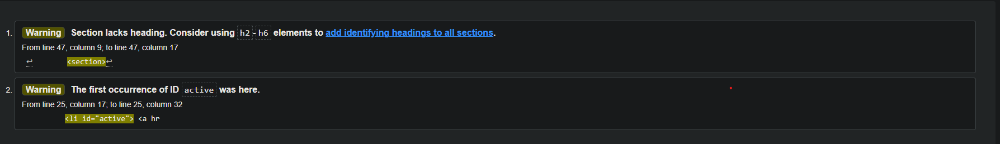 1. Warning Section lacks heading. Consider using h2-h6 elements to add identifying headings to all sections.
From line 47, column 9; to line 47, column 17
↩ <section>↩
2. Warning The first occurrence of ID active was here.
From line 25, column 17; to line 25, column 32
<li id="active"> <a hr